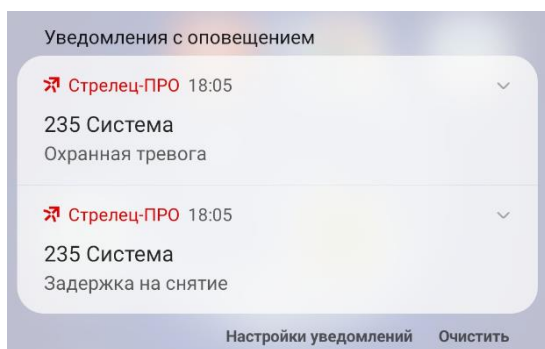 Уведомления с оповещением
Стрелец-ПРО 18:05
235 Система
Охранная тревога
Стрелец-ПРО 18:05
235 Система
Задержка на снятие
Настройки уведомлений Очистить